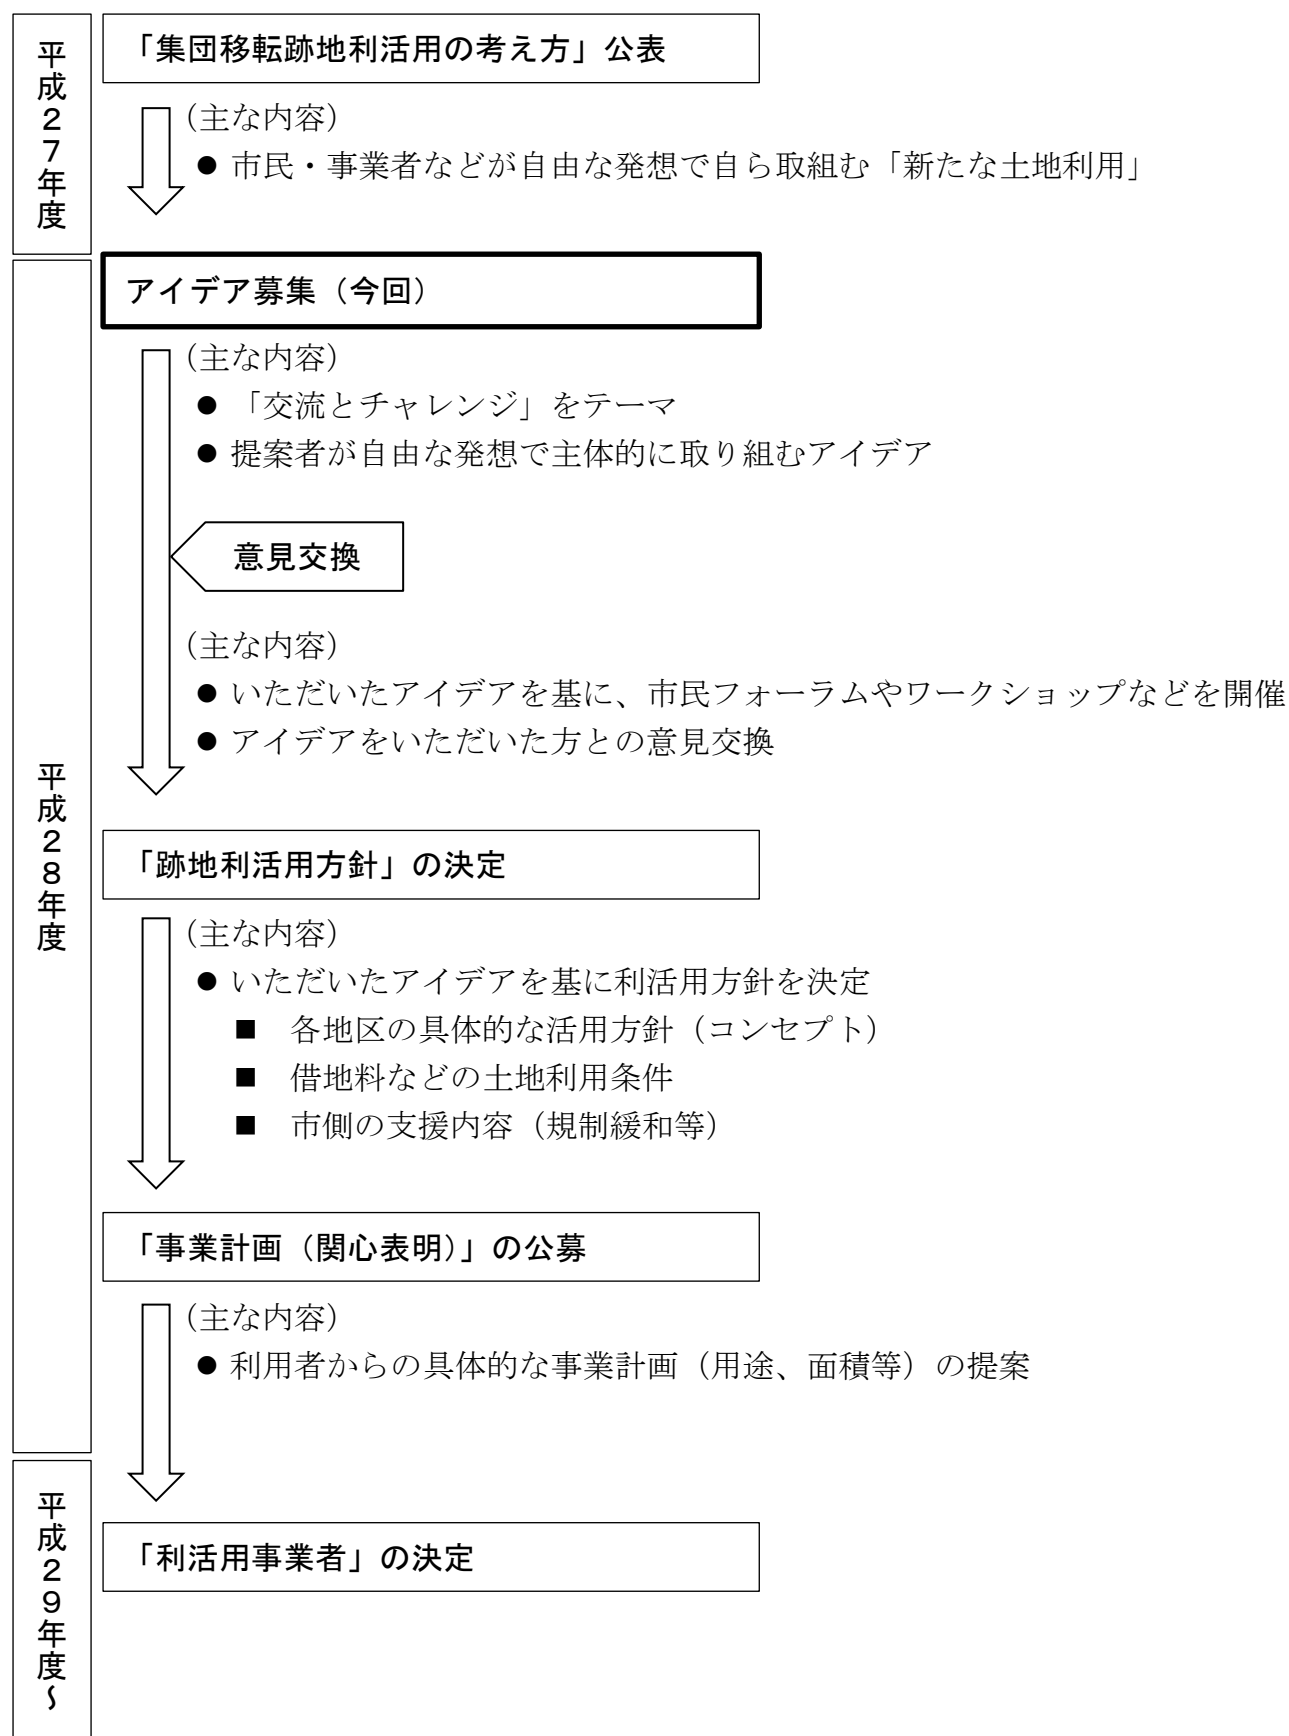 平成27年度
「集団移転跡地利活用の考え方」公表
(主な内容)
● 市民・事業者などが自由な発想で自ら取組む「新たな土地利用」
平成28年度
アイデア募集（今回）
(主な内容)
● 「交流とチャレンジ」をテーマ
● 提案者が自由な発想で主体的に取り組むアイデア
意見交換
(主な内容)
● いただいたアイデアを基に、市民フォーラムやワークショップなどを開催
● アイデアをいただいた方との意見交換
「跡地利活用方針」の決定
(主な内容)
● いただいたアイデアを基に利活用方針を決定
■ 各地区の具体的な活用方針（コンセプト）
■ 借地料などの土地利用条件
■ 市側の支援内容（規制緩和等）
「事業計画（関心表明）」の公募
(主な内容)
● 利用者からの具体的な事業計画（用途、面積等）の提案
平成29年度～
「利活用事業者」の決定